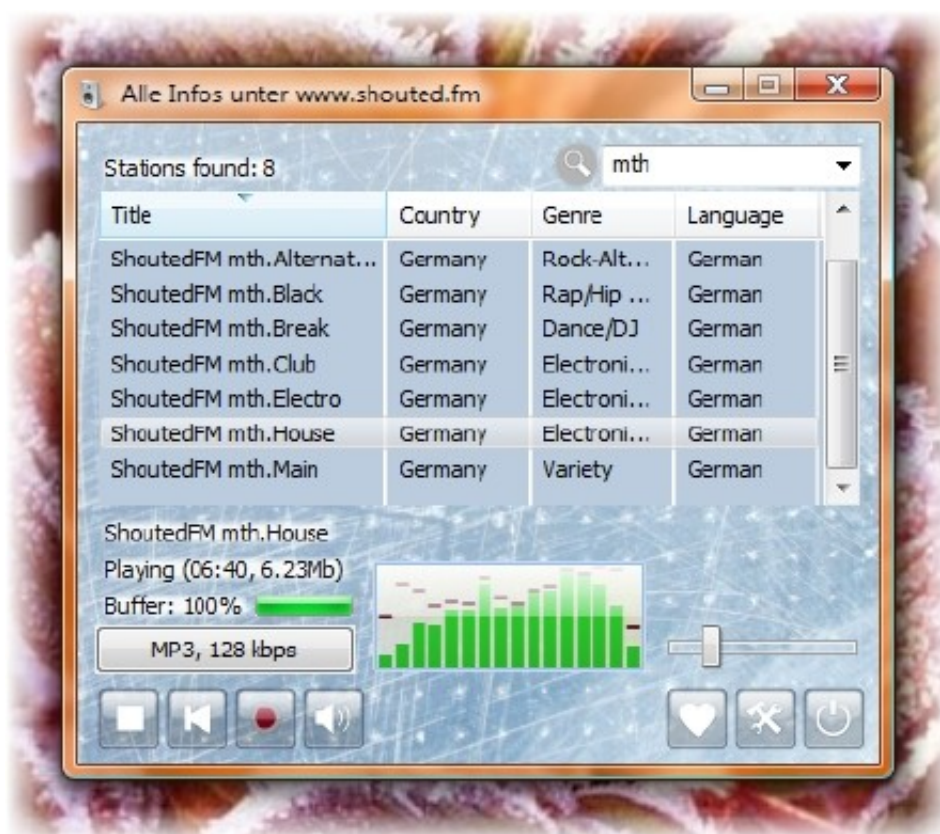 Alle Infos unter www.shouted.fm
Stations found: 8
mth
Title Country Genre Language
ShoutedFM mth.Alternat... Germany Rock-Alt... German
ShoutedFM mth.Black Germany Rap/Hip ... German
ShoutedFM mth.Break Germany Dance/DJ German
ShoutedFM mth.Club Germany Electroni... German
ShoutedFM mth.Electro Germany Electroni... German
ShoutedFM mth.House Germany Electroni... German
ShoutedFM mth.Main Germany Variety German
ShoutedFM mth.House
Playing (06:40, 6.23Mb)
Buffer: 100%
MP3, 128 kbps